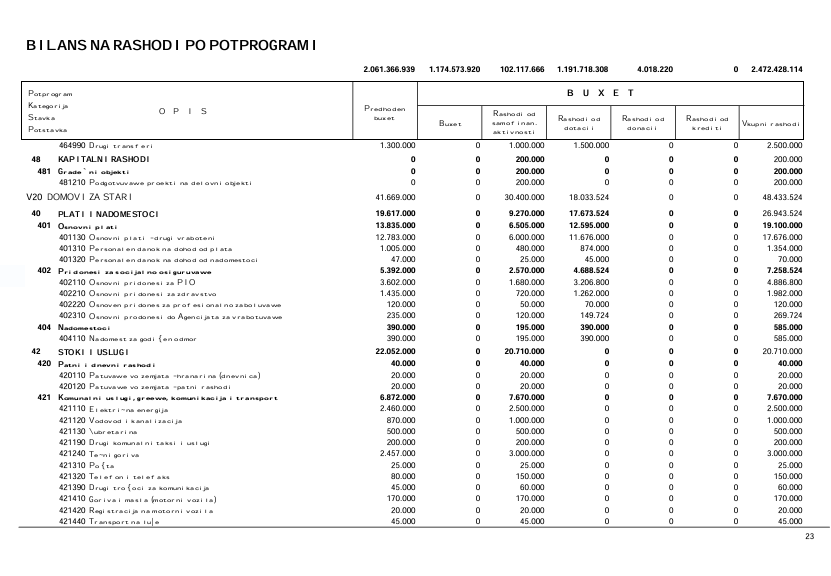 BILANS NA RASHODI PO POTPROGRAMI
2.061.366.939 1.174.573.920 102.117.666 1.191.718.308 4.018.220 0 2.472.428.114
Potprogram
Kategorija
Stavka
Potstavka
O P I S
Predhoden buxet
B U X E T
Buxet
Rashodi od samofinan. aktivnosti
Rashodi od dotacii
Rashodi od donacii
Rashodi od krediti
Vkupni rashodi
464990 Drugi transferi 1.300.000 0 1.000.000 1.500.000 0 0 2.500.000
48 KAPITALNI RASHODI 0 0 200.000 0 0 0 200.000
481 Grade`ni objekti 0 0 200.000 0 0 0 200.000
481210 Podgotvuvawe proekti na delovni objekti 0 0 200.000 0 0 0 200.000
V20 DOMOVI ZA STARI 41.669.000 0 30.400.000 18.033.524 0 0 48.433.524
40 PLATI I NADOMESTOCI 19.617.000 0 9.270.000 17.673.524 0 0 26.943.524
401 Osnovni plati 13.835.000 0 6.505.000 12.595.000 0 0 19.100.000
401130 Osnovni plati -drugi vraboteni 12.783.000 0 6.000.000 11.676.000 0 0 17.676.000
401310 Personalen danok na dohod od plata 1.005.000 0 480.000 874.000 0 0 1.354.000
401320 Personalen danok na dohod od nadomestoci 47.000 0 25.000 45.000 0 0 70.000
402 Pridonesi za socijalno osiguruvawe 5.392.000 0 2.570.000 4.688.524 0 0 7.258.524
402110 Osnovni pridonesi za PIO 3.602.000 0 1.680.000 3.206.800 0 0 4.886.800
402210 Osnovni pridonesi za zdravstvo 1.435.000 0 720.000 1.262.000 0 0 1.982.000
402220 Osnoven pridones za profesionalno zaboluvawe 120.000 0 50.000 70.000 0 0 120.000
402310 Osnovni prodonesi do Agencijata za vrabotuvawe 235.000 0 120.000 149.724 0 0 269.724
404 Nadomestoci 390.000 0 195.000 390.000 0 0 585.000
404110 Nadomest za godi{en odmor 390.000 0 195.000 390.000 0 0 585.000
42 STOKI I USLUGI 22.052.000 0 20.710.000 0 0 0 20.710.000
420 Patni i dnevni rashodi 40.000 0 40.000 0 0 0 40.000
420110 Patuvawe vo zemjata -hranarina (dnevnica) 20.000 0 20.000 0 0 0 20.000
420120 Patuvawe vo zemjata -patni rashodi 20.000 0 20.000 0 0 0 20.000
421 Komunalni uslugi, greewe, komunikacija i transport 6.872.000 0 7.670.000 0 0 0 7.670.000
421110 Elektri~na energija 2.460.000 0 2.500.000 0 0 0 2.500.000
421120 Vodovod i kanalizacija 870.000 0 1.000.000 0 0 0 1.000.000
421130 \ubretarina 500.000 0 500.000 0 0 0 500.000
421190 Drugi komunalni taksi i uslugi 200.000 0 200.000 0 0 0 200.000
421240 Te~ni goriva 2.457.000 0 3.000.000 0 0 0 3.000.000
421310 Po{ta 25.000 0 25.000 0 0 0 25.000
421320 Telefon i telefaks 80.000 0 150.000 0 0 0 150.000
421390 Drugi tro{oci za komunikacija 45.000 0 60.000 0 0 0 60.000
421410 Goriva i masla (motorni vozila) 170.000 0 170.000 0 0 0 170.000
421420 Registracija na motorni vozila 20.000 0 20.000 0 0 0 20.000
421440 Transport na lu|e 45.000 0 45.000 0 0 0 45.000
23